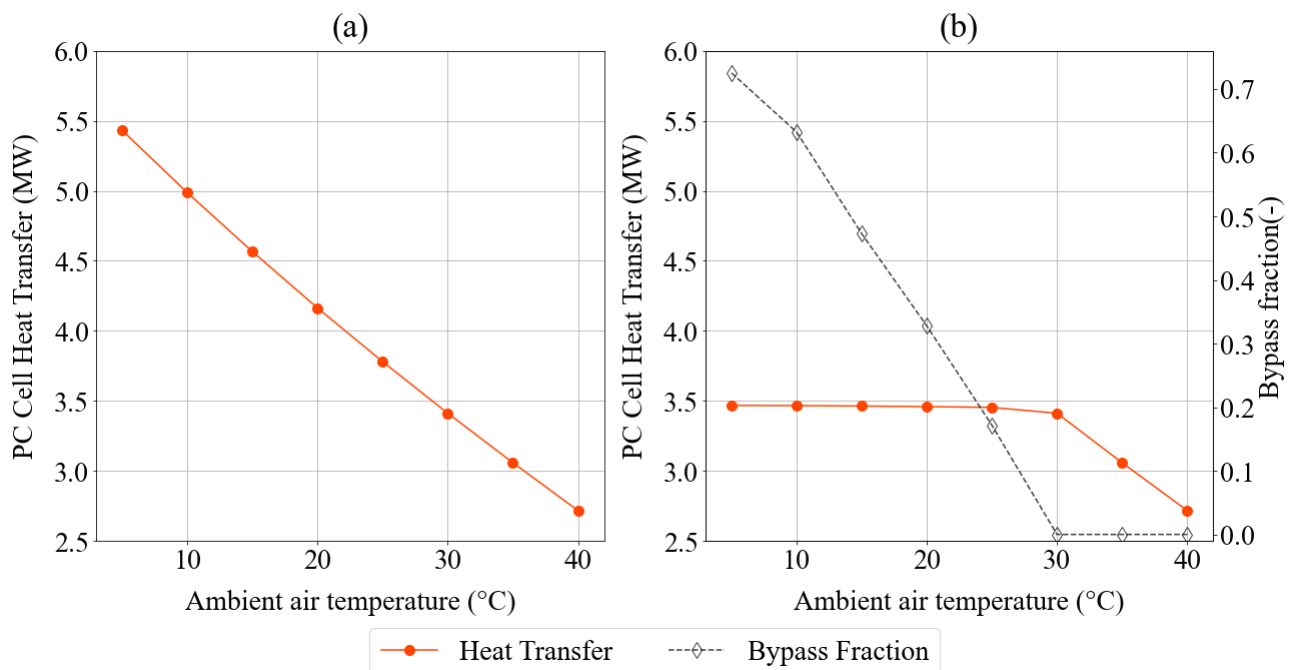 (a)
PC Cell Heat Transfer (MW)
6.0
5.5
5.0
4.5
4.0
3.5
3.0
2.5
10 20 30 40
Ambient air temperature (°C)
(b)
PC Cell Heat Transfer (MW)
6.0
5.5
5.0
4.5
4.0
3.5
3.0
2.5
10 20 30 40
Ambient air temperature (°C)
0.7
0.6
0.5
0.4
0.3
0.2
0.1
0.0
Bypass fraction(-)
Heat Transfer
Bypass Fraction